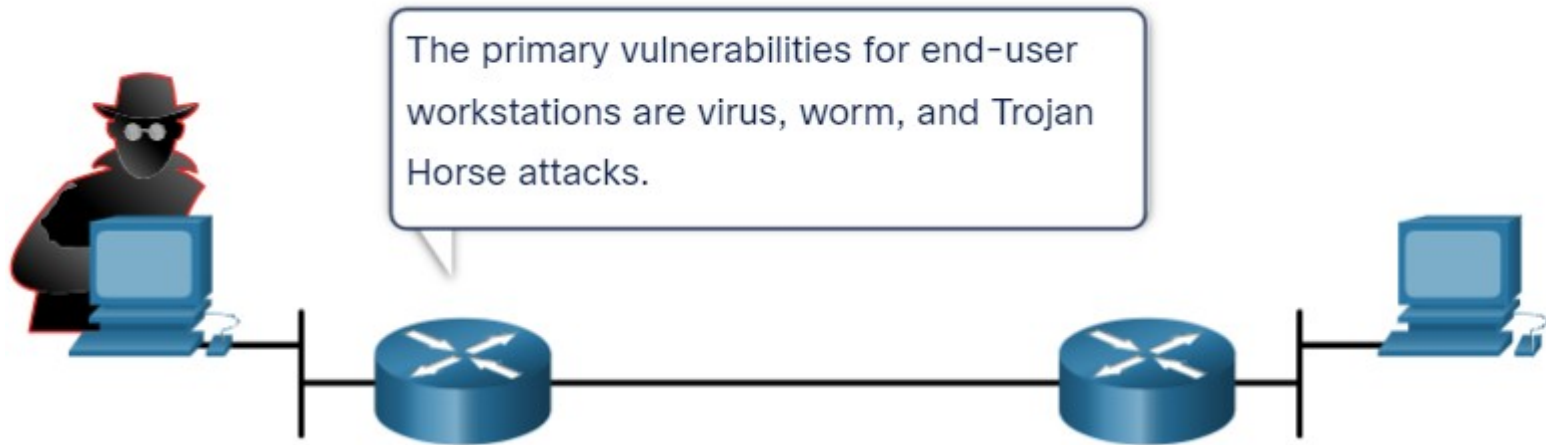 The primary vulnerabilities for end-user
workstations are virus, worm, and Trojan
Horse attacks.